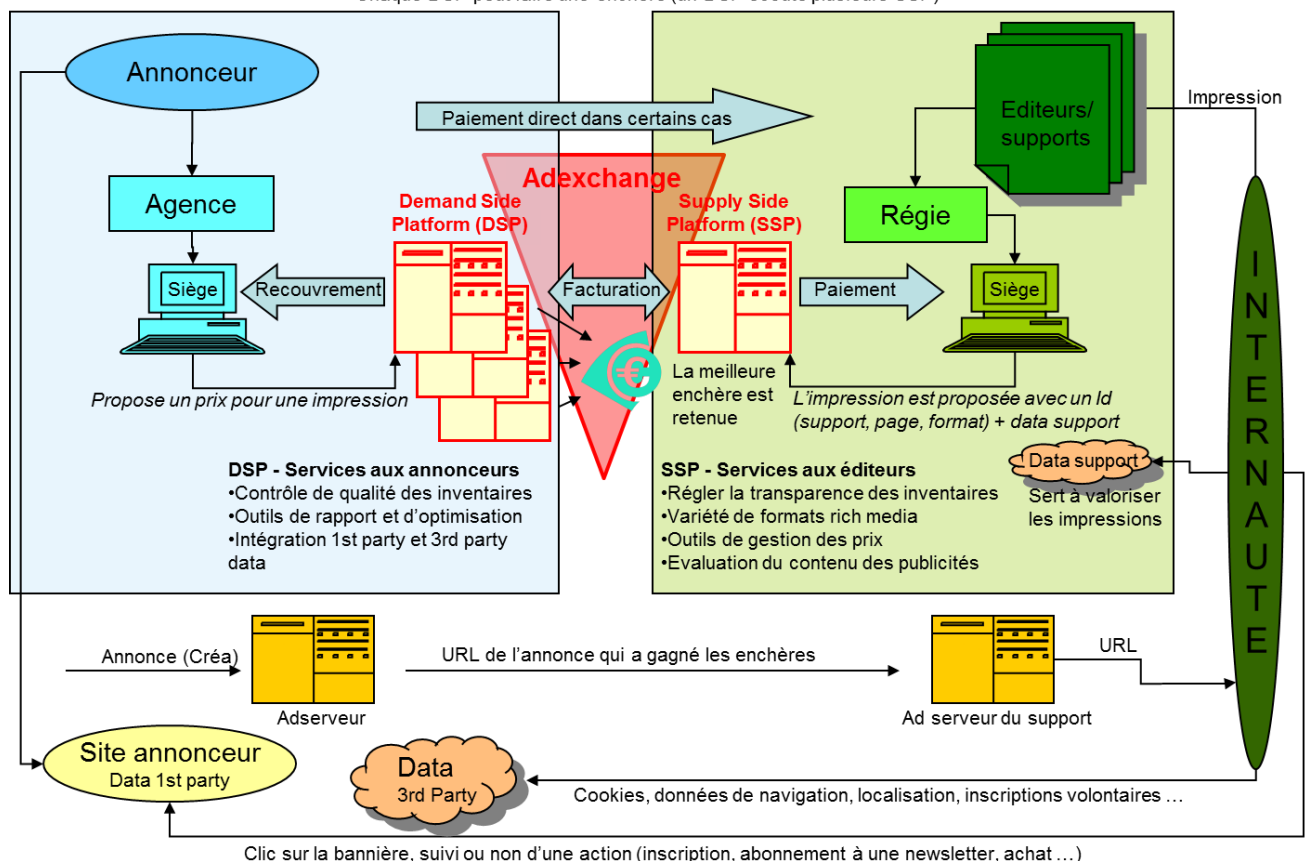 Annonceur
Paiement direct dans certains cas
Editeurs/
supports
Impression
Adexchange
Agence
Demand Side
Platform (DSP)
Supply Side
Platform (SSP)
Régie
Siège
Recouvrement
Facturation
Paiement
Siège
INTERNAUTE
Propose un prix pour une impression
La meilleure
enchère est
retenue
L'impression est proposée avec un Id
(support, page, format) + data support
DSP - Services aux annonceurs
•Contrôle de qualité des inventaires
•Outils de rapport et d'optimisation
•Intégration 1st party et 3rd party
data
SSP - Services aux éditeurs
•Régler la transparence des inventaires
•Variété de formats rich media
•Outils de gestion des prix
•Evaluation du contenu des publicités
Data support
Sert à valoriser
les impressions
Annonce (Créa)
URL de l'annonce qui a gagné les enchères
URL
Adserveur
Ad serveur du support
Site annonceur
Data 1st party
Data
3rd Party
Cookies, données de navigation, localisation, inscriptions volontaires …
Clic sur la bannière, suivi ou non d'une action (inscription, abonnement à une newsletter, achat …)